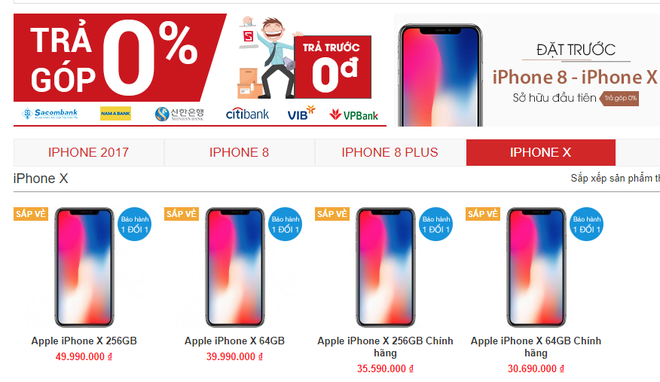 TRẢ GÓP 0%
TRẢ TRƯỚC
0đ
Sacombank
NAM A BANK
신한은행
SHINHAN BANK
citibank
VIB
VPBank
ĐẶT TRƯỚC
iPhone 8 - iPhone X
Sở hữu đầu tiên Trả góp 0%
IPHONE 2017 IPHONE 8 IPHONE 8 PLUS IPHONE X
iPhone X Sắp xếp sản phẩm th
SẮP VỀ Bảo hành 1 ĐỔI 1
SẮP VỀ Bảo hành 1 ĐỔI 1
SẮP VỀ Bảo hành 1 ĐỔI 1
SẮP VỀ Bảo hành 1 ĐỔI 1
Apple iPhone X 256GB
49.990.000 ₫
Apple iPhone X 64GB
39.990.000 ₫
Apple iPhone X 256GB Chính
hãng
35.590.000 ₫
Apple iPhone X 64GB Chính
hãng
30.690.000 ₫